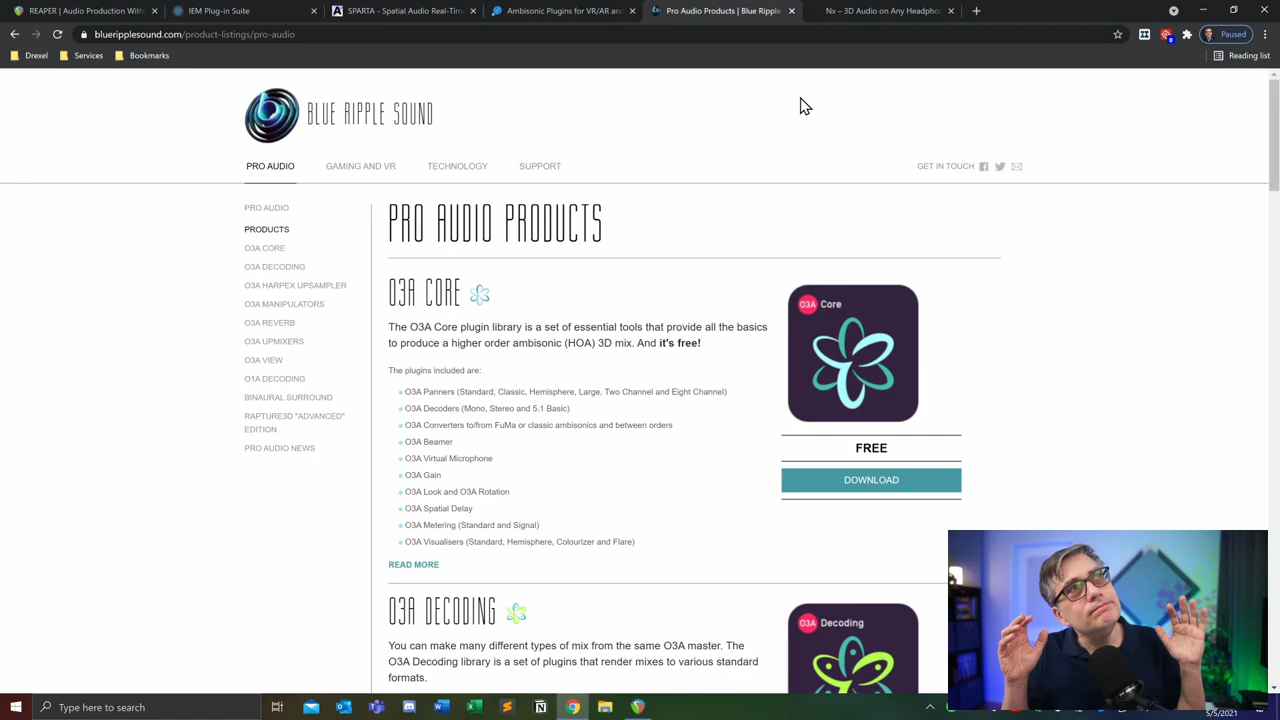 REAPER | Audio Production With
IEM Plug-in Suite
SPARTA - Sound Decomposition
Ambisonic Plugins for VR/AR and
Pro Audio Products | Blue Ripple
Nx – 3D Audio on Any Headpho
blueripplesound.com/product-listings/pro-audio
0
Paused
Drexel
Services
Bookmarks
Reading list
BLUE RIPPLE SOUND
PRO AUDIO
GAMING AND VR
TECHNOLOGY
SUPPORT
GET IN TOUCH
PRO AUDIO
PRODUCTS
O3A CORE
O3A DECODING
O3A HARPEX UPSAMPLER
O3A MANIPULATORS
O3A REVERB
O3A UPMIXERS
O3A VIEW
O1A DECODING
BINAURAL SURROUND
RAPTURE3D "ADVANCED"
EDITION
PRO AUDIO NEWS
PRO AUDIO PRODUCTS
O3A CORE
The O3A Core plugin library is a set of essential tools that provide all the basics
to produce a higher order ambisonic (HOA) 3D mix. And it's free!
The plugins included are:
O3A Panners (Standard, Classic, Hemisphere, Large, Two Channel and Eight Channel)
O3A Decoders (Mono, Stereo and 5.1 Basic)
O3A Converters to/from FuMa or classic ambisonics and between orders
O3A Beamer
O3A Virtual Microphone
O3A Gain
O3A Look and O3A Rotation
O3A Spatial Delay
O3A Metering (Standard and Signal)
O3A Visualisers (Standard, Hemisphere, Colourizer and Flare)
READ MORE
O3A Core
FREE
DOWNLOAD
O3A DECODING
You can make many different types of mix from the same O3A master. The
O3A Decoding library is a set of plugins that render mixes to various standard
formats.
O3A Decoding
Type here to search
5/5/2021